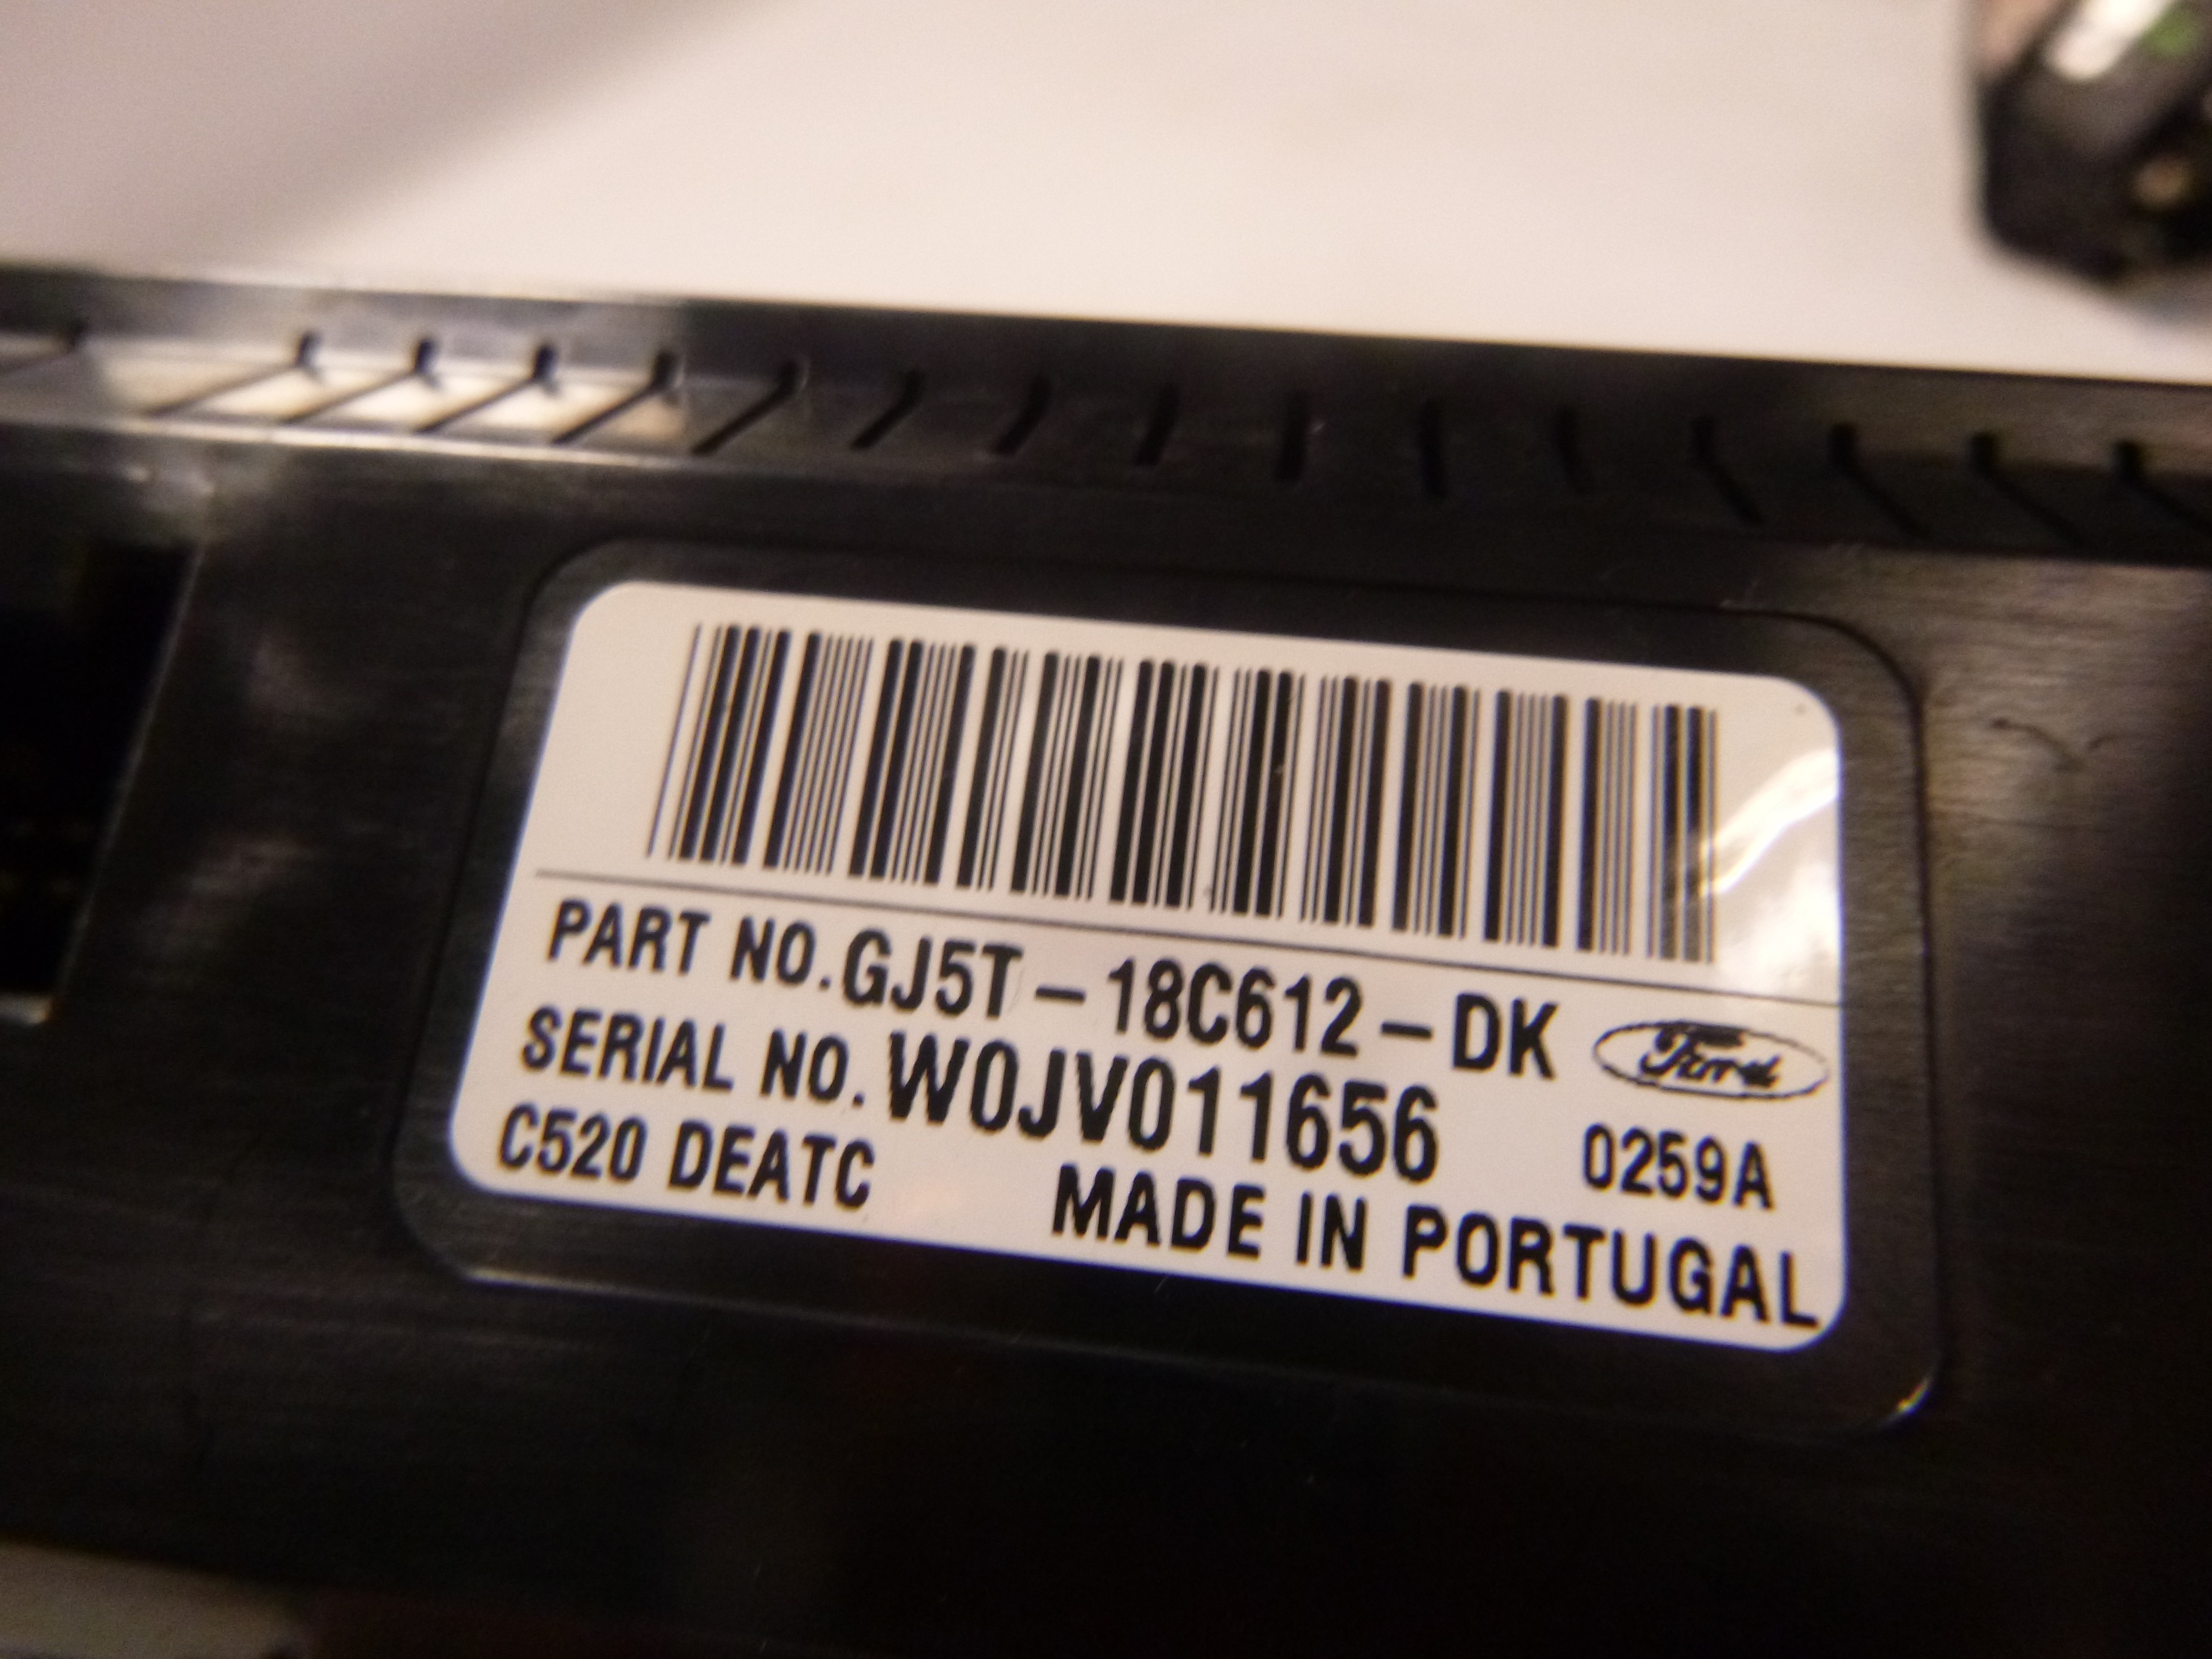 PART NO.GJ5T-18C612-DK Ford
SERIAL NO.W0JV011656 0259A
C520 DEATC MADE IN PORTUGAL